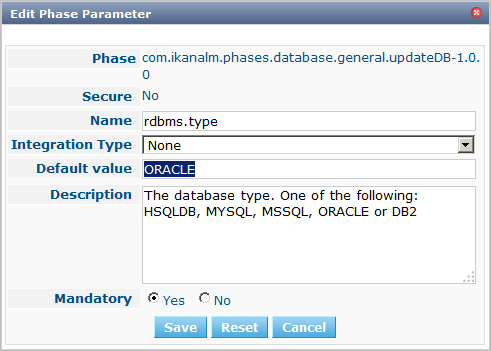 Edit Phase Parameter
Phase com.ikanalm.phases.database.general.updateDB-1.0.
0
Secure No
Name rdbms.type
Integration Type None
Default value ORACLE
Description The database type. One of the following:
HSQLDB, MYSQL, MSSQL, ORACLE or DB2
Mandatory Yes No
Save Reset Cancel